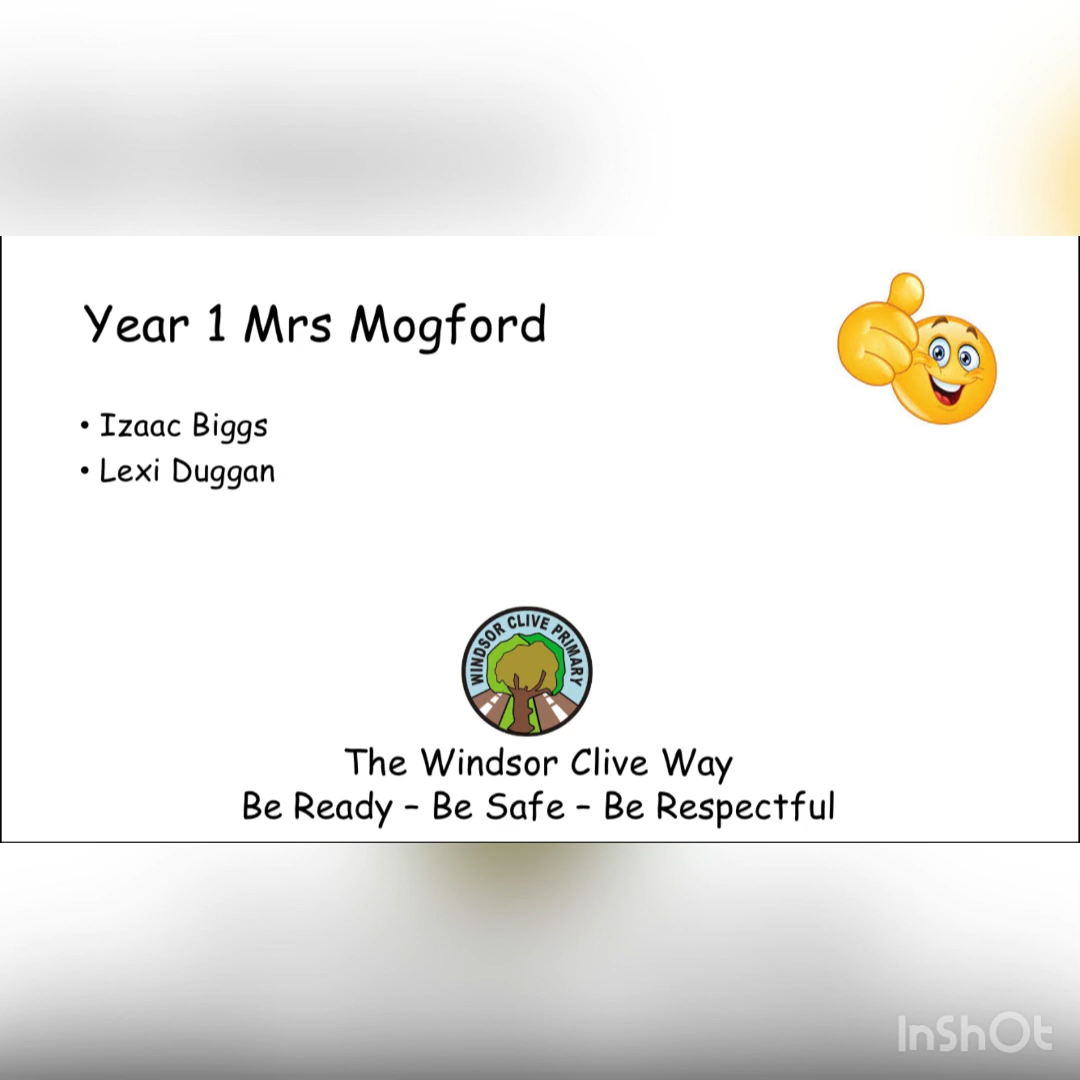 Year 1 Mrs Mogford
• Izaac Biggs
• Lexi Duggan
WINDSOR CLIVE PRIMARY
The Windsor Clive Way
Be Ready – Be Safe – Be Respectful
InShOt